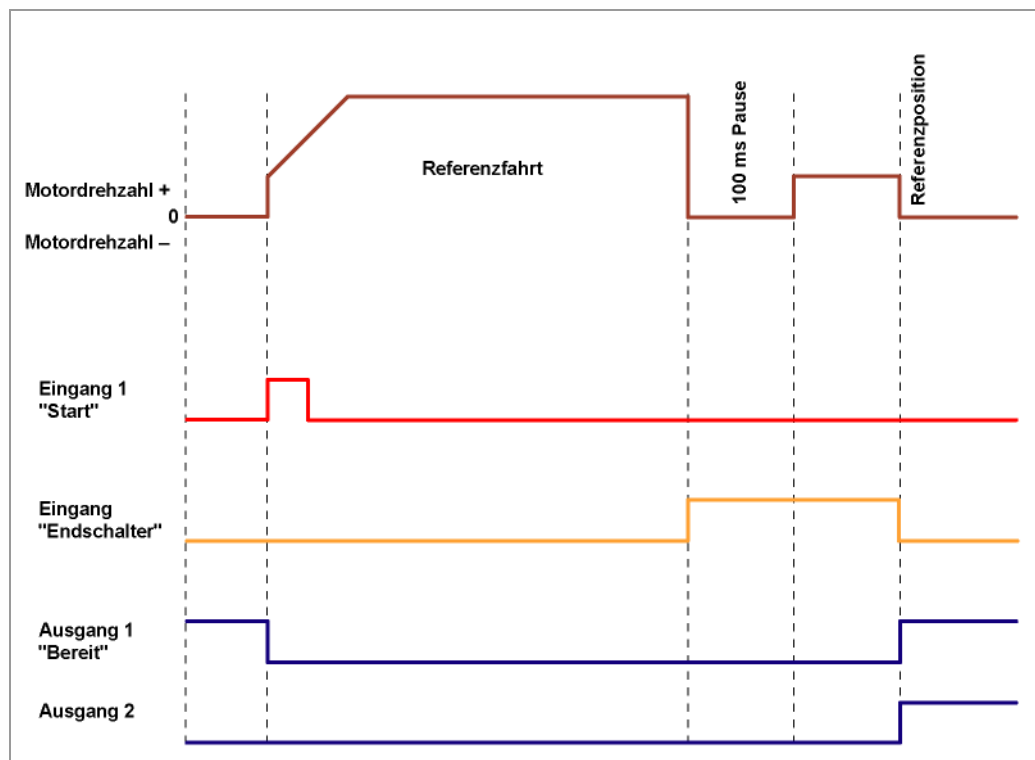 Referenzfahrt
100 ms Pause
Referenzposition
Motordrehzahl +
0
Motordrehzahl –
Eingang 1
"Start"
Eingang
"Endschalter"
Ausgang 1
"Bereit"
Ausgang 2